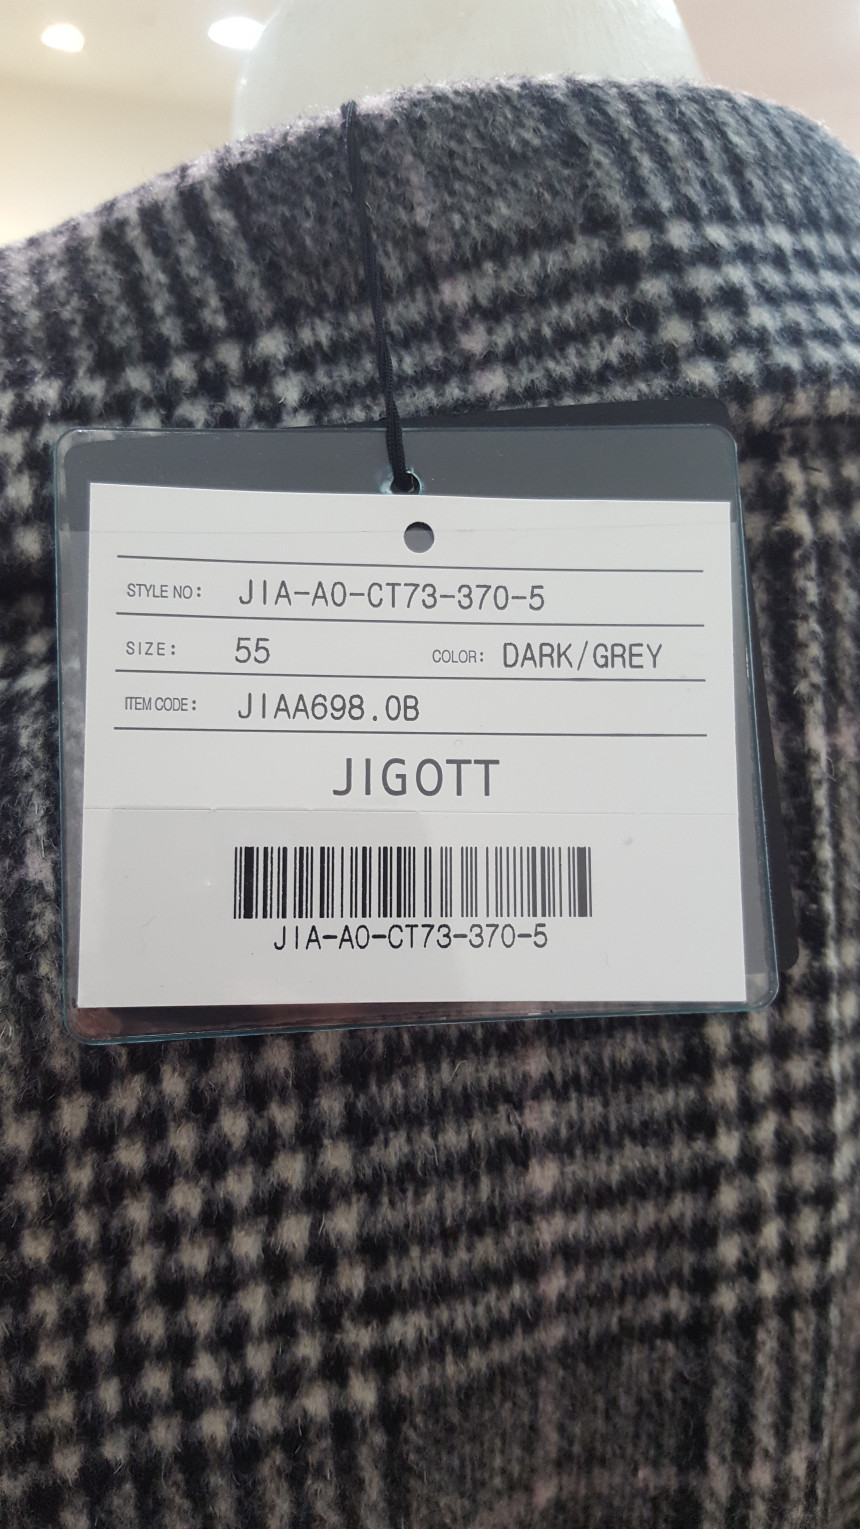 STYLE NO: JIA-A0-CT73-370-5
SIZE: 55 COLOR: DARK/GREY
ITEM CODE: JIAA698.0B
JIGOTT
JIA-A0-CT73-370-5